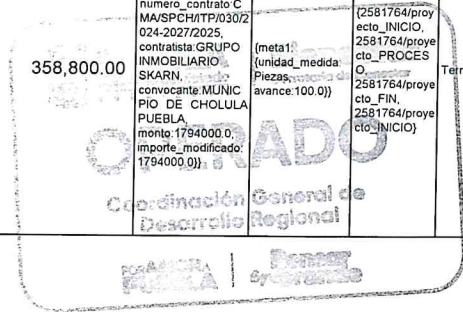 numero_contrato:C
MA/SPCH/ITP/030/2
024-2027/2025,
contratista:GRUPO
INMOBILIARIO
SKARN,
convocante:MUNIC
PIO DE CHOLULA
PUEBLA,
monto:1794000.0,
importe_modificado:
1794000.0}}
358,800.00
{meta1:
{unidad_medida:
Piezas,
avance:100.0}}
{2581764/proy
ecto_INICIO,
2581764/proye
cto_PROCES
O,
2581764/proye
cto_FIN,
2581764/proye
cto_INICIO}
Terr
OPERADO
Coordinación General de
Desarrollo Regional
PUEBLA
Pensar